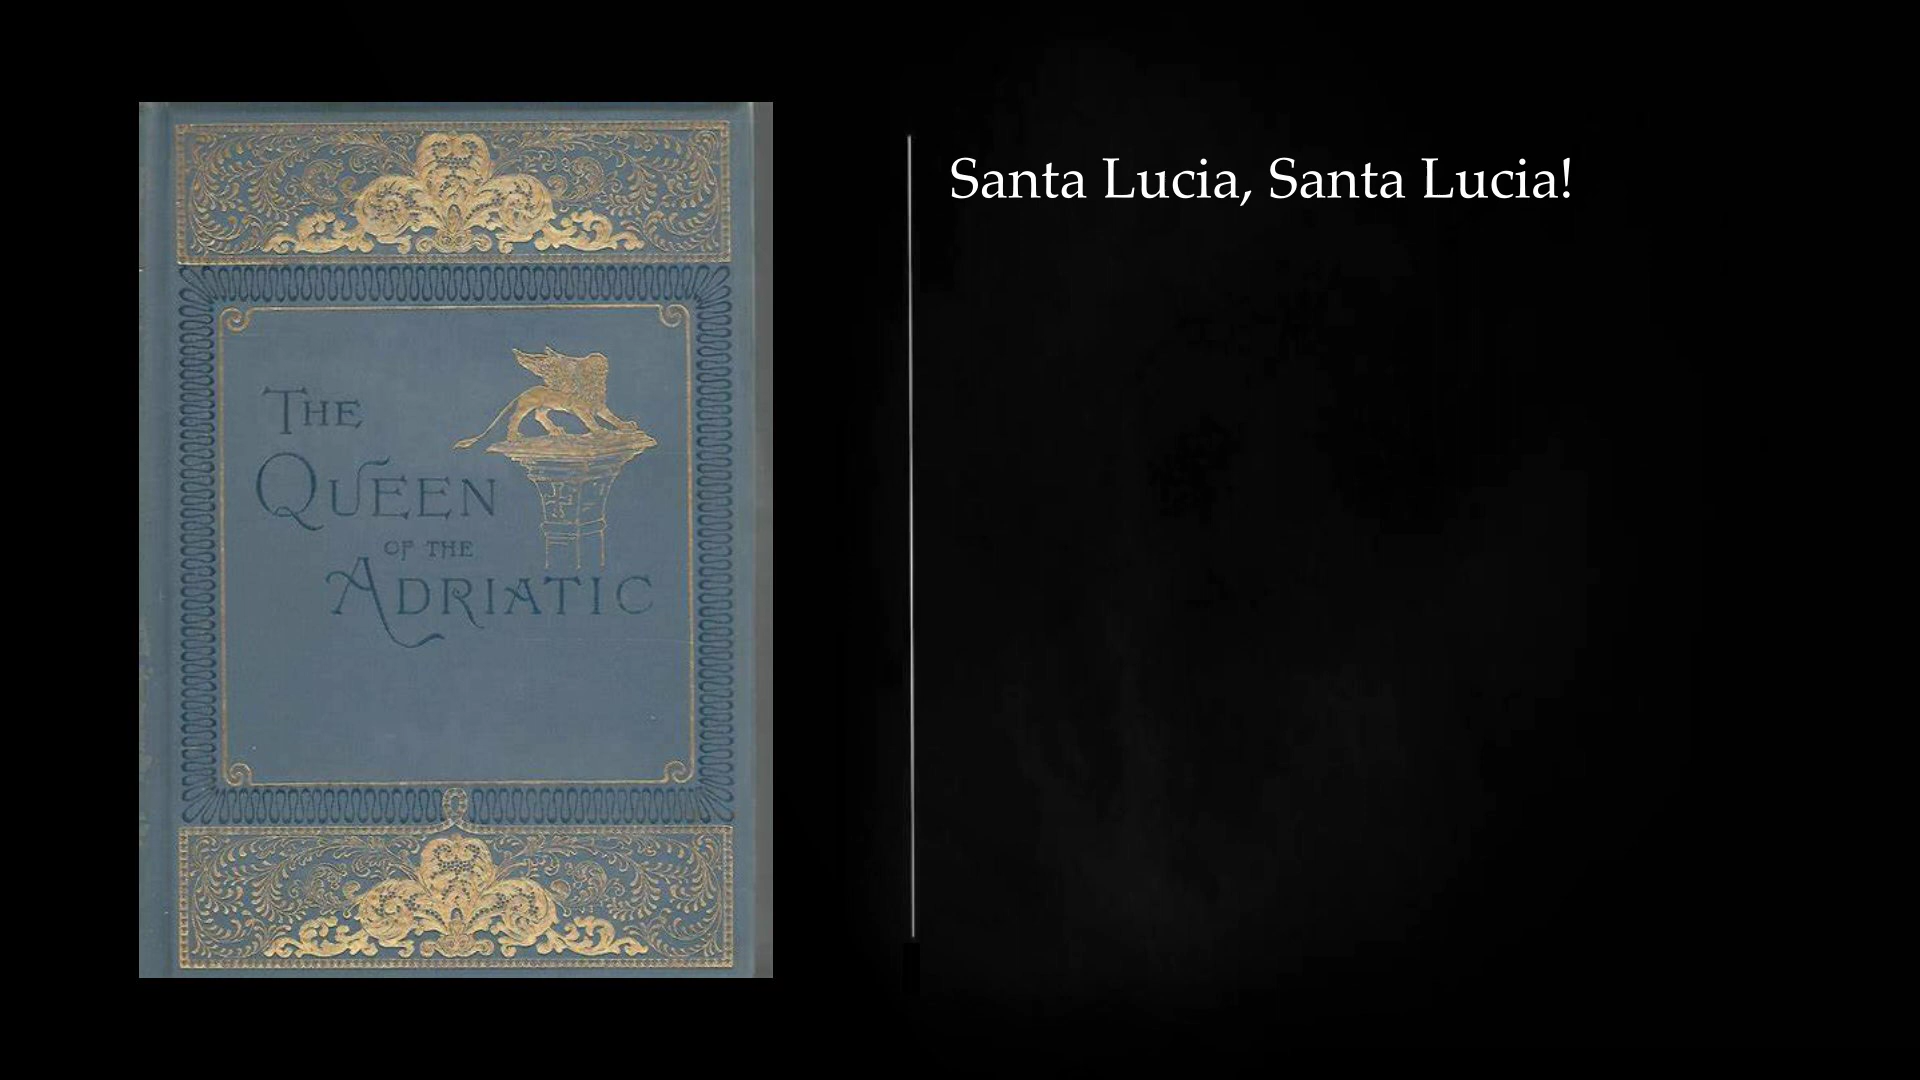 THE
QUEEN
OF THE
ADRIATIC
Santa Lucia, Santa Lucia!